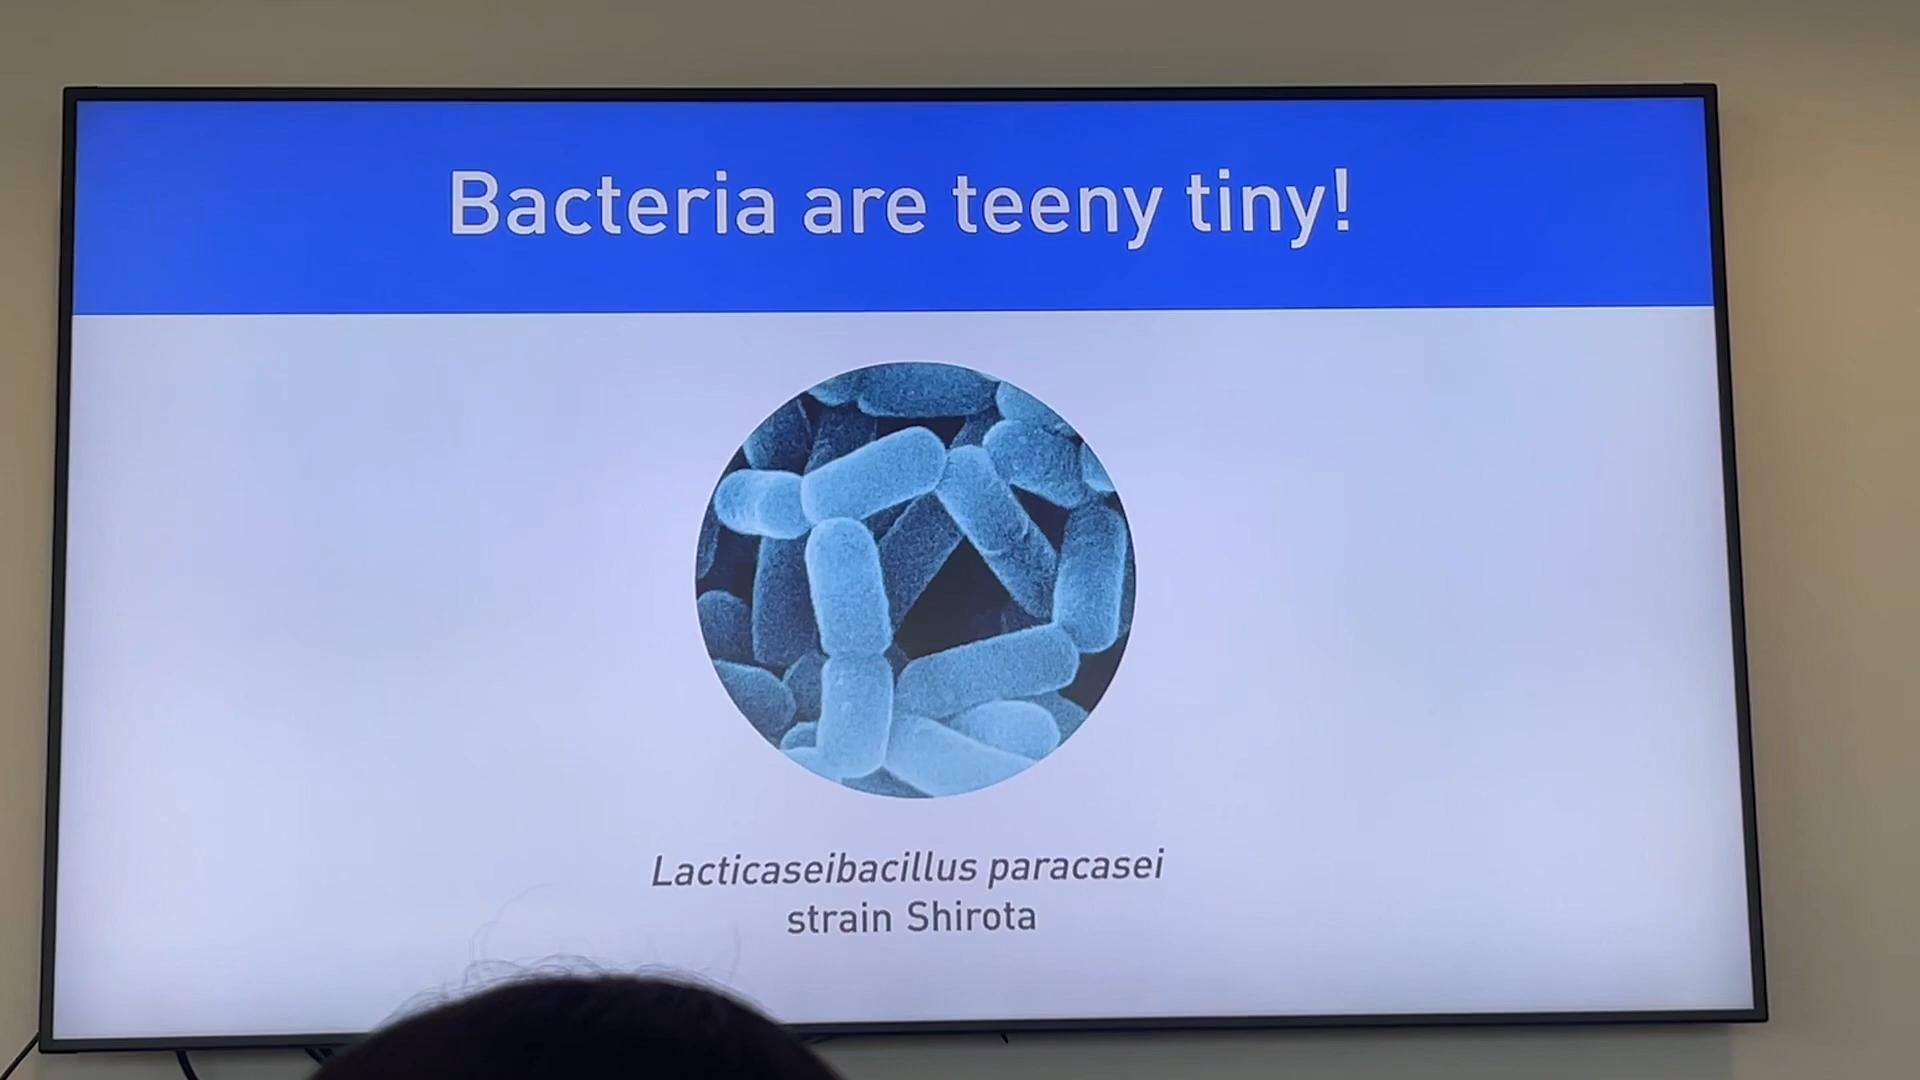 Bacteria are teeny tiny!
Lacticaseibacillus paracasei
strain Shirota